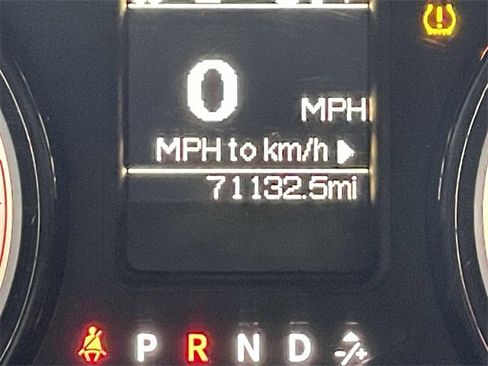 0
MPH
MPH to km/h
71132.5mi
P R N D -/+